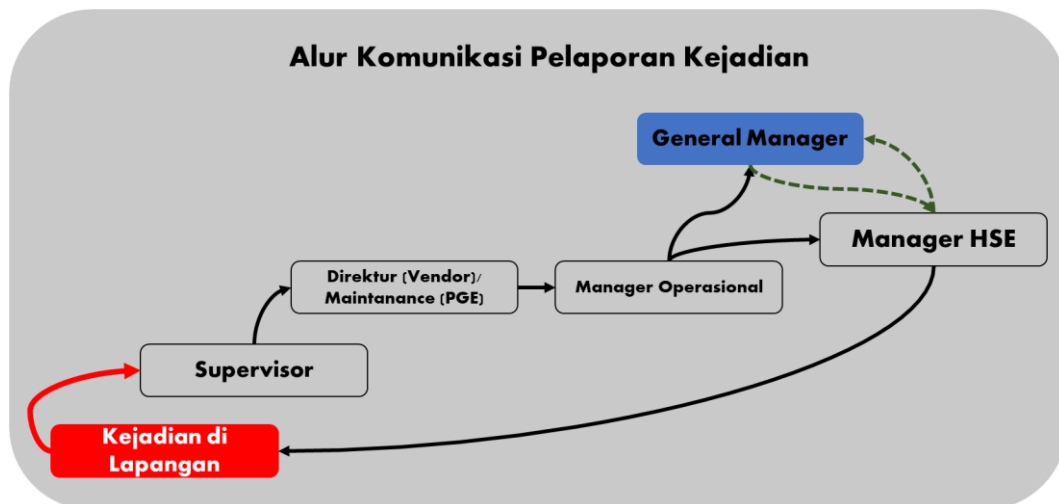 Alur Komunikasi Pelaporan Kejadian
General Manager
Manager HSE
Direktur (Vendor)/
Maintanance (PGE)
Manager Operasional
Supervisor
Kejadian di
Lapangan